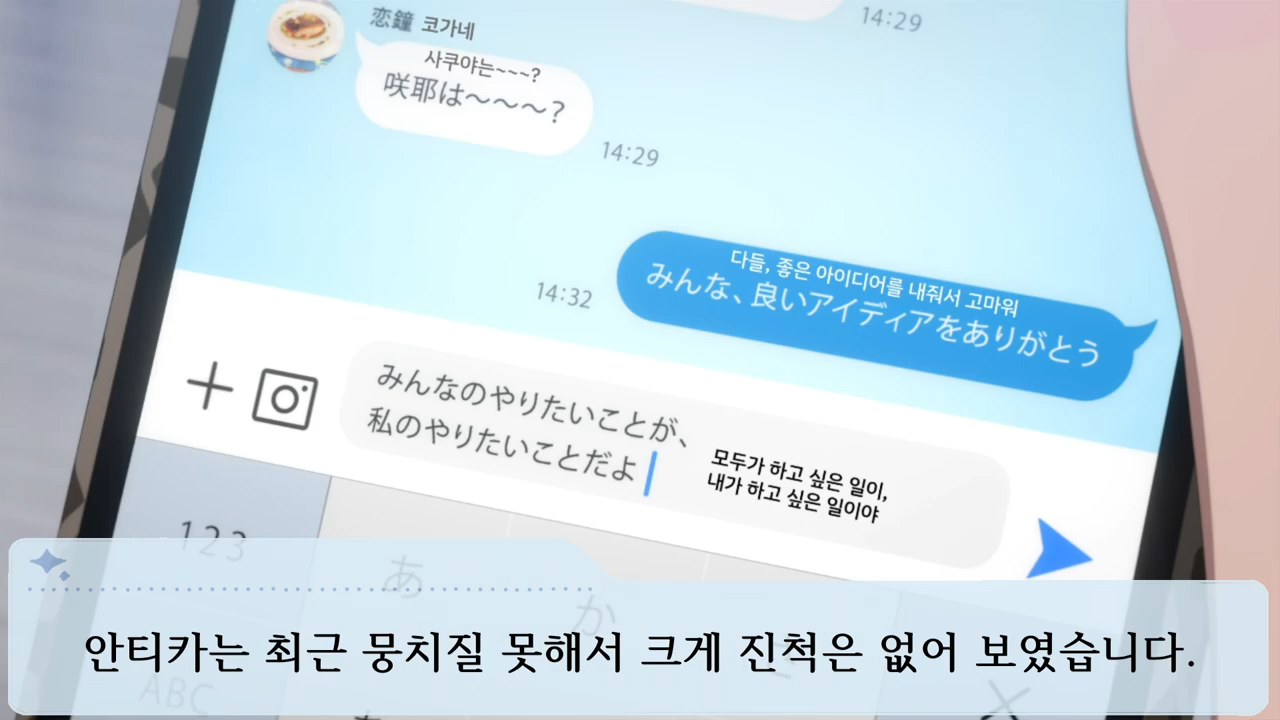 14:29
恋鐘 코가네
사쿠야는~~~?
咲耶は～～～？
14:29
다들, 좋은 아이디어를 내줘서 고마워
みんな、良いアイディアをありがとう
14:32
みんなのやりたいことが、
私のやりたいことだよ
모두가 하고 싶은 일이,
내가 하고 싶은 일이야
123
あ
か
ABC
안티카는 최근 뭉치질 못해서 크게 진척은 없어 보였습니다.